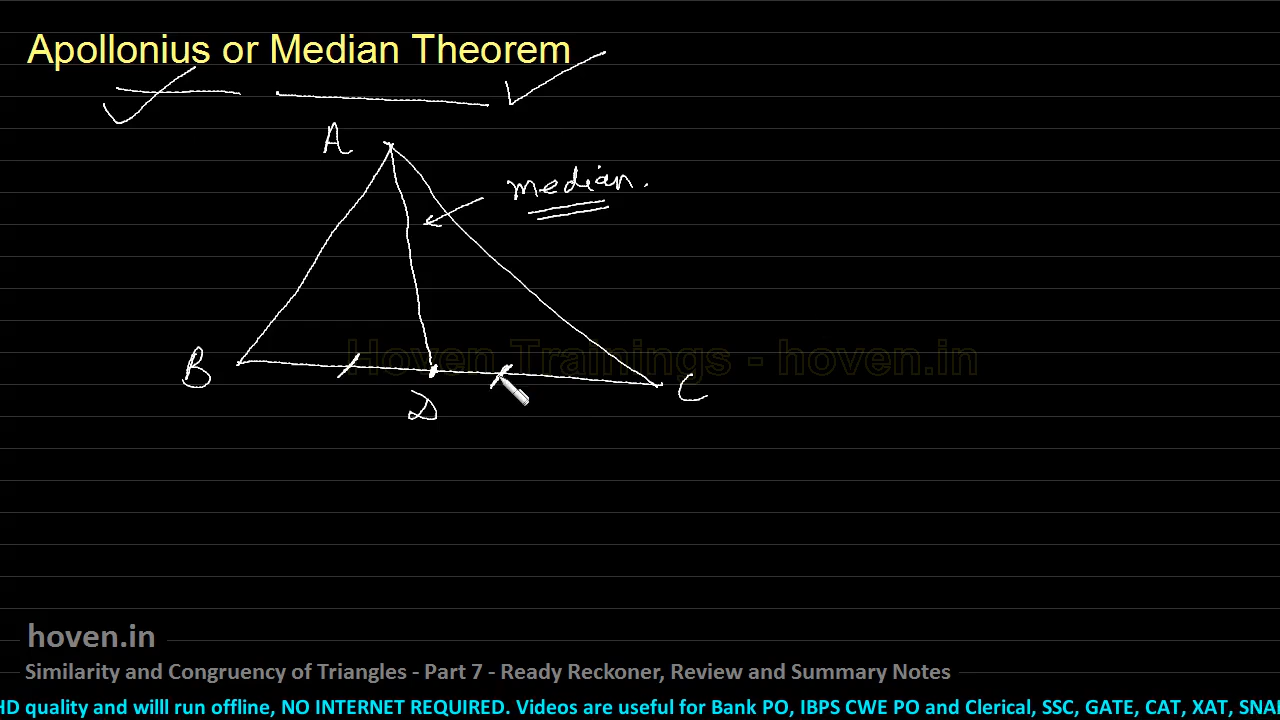 Apollonius or Median Theorem
A
median.
Hoven Trainings - hoven.in
B
D
C
hoven.in
Similarity and Congruency of Triangles - Part 7 - Ready Reckoner, Review and Summary Notes
HD quality and willl run offline, NO INTERNET REQUIRED. Videos are useful for Bank PO, IBPS CWE PO and Clerical, SSC, GATE, CAT, XAT, SNA